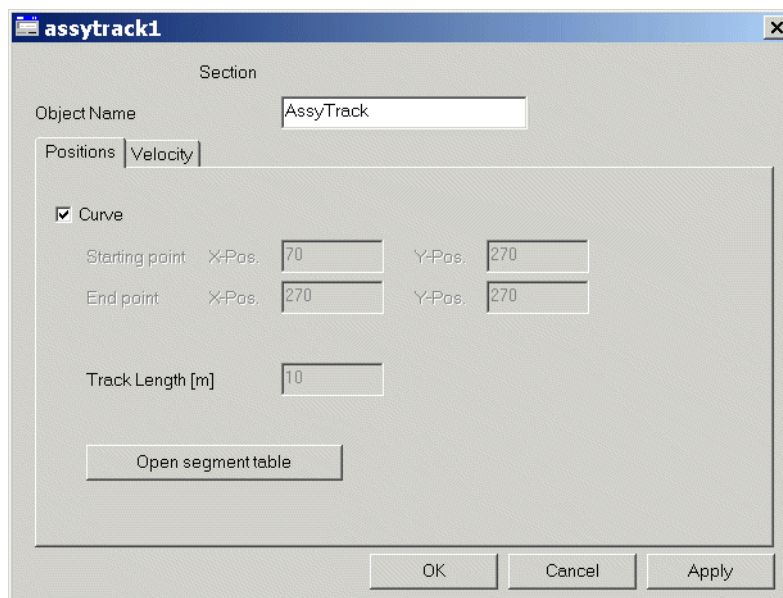 assytrack1
Section
Object Name AssyTrack
Positions Velocity
Curve
Starting point X-Pos. 70 Y-Pos. 270
End point X-Pos. 270 Y-Pos. 270
Track Length [m] 10
Open segment table
OK Cancel Apply